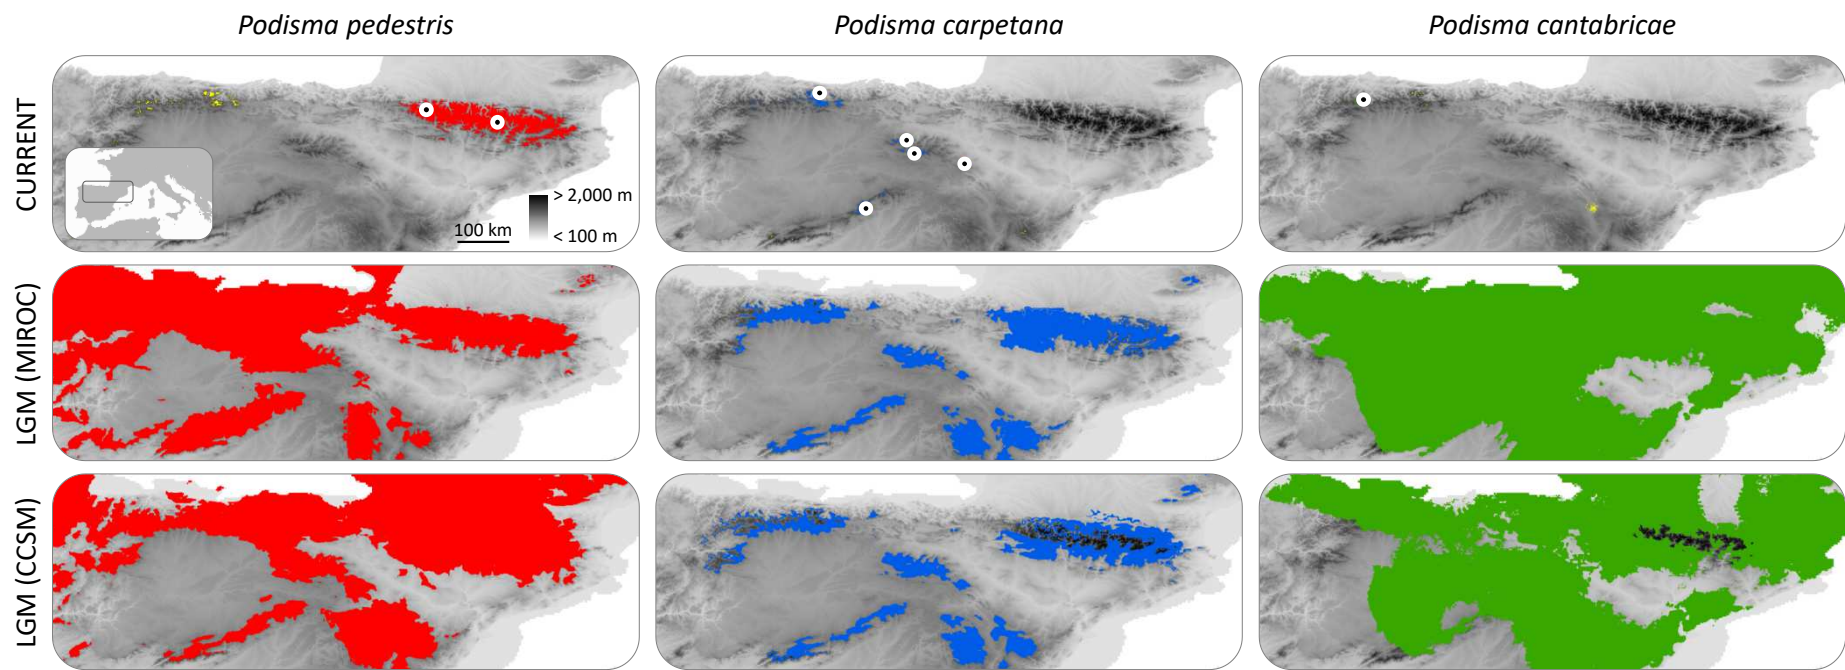 Podisma pedestris
Podisma carpetana
Podisma cantabricae
CURRENT
> 2,000 m
< 100 m
100 km
LGM (MIROC)
LGM (CCSM)